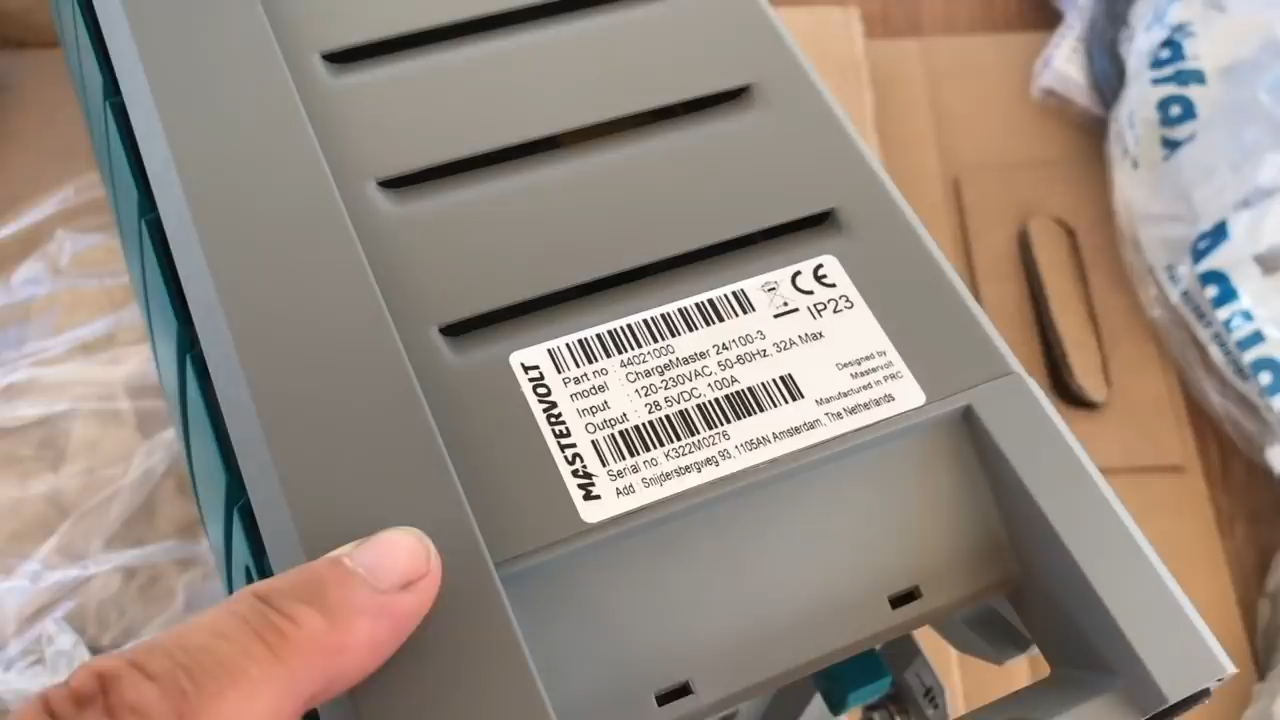 MASTERVOLT
CE
IP23
Part no : 44021000
model : ChargeMaster 24/100-3
Input : 120-230VAC, 50-60Hz, 32A Max
Output : 28.5VDC, 100A
Designed by
Mastervolt
Manufactured in PRC
Serial no. K322M0276
Add : Snijdersbergweg 93, 1105AN Amsterdam, The Netherlands